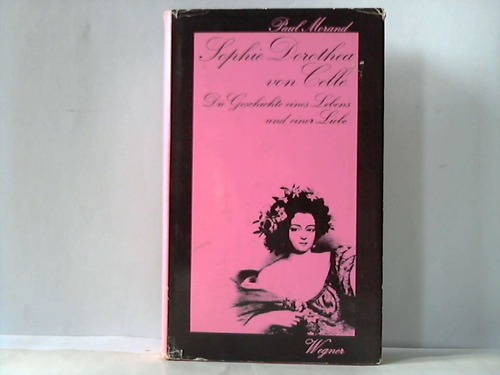 Paul Morand
Sophie Dorothea
von Celle
Die Geschichte eines Lebens
und einer Liebe
Wegner